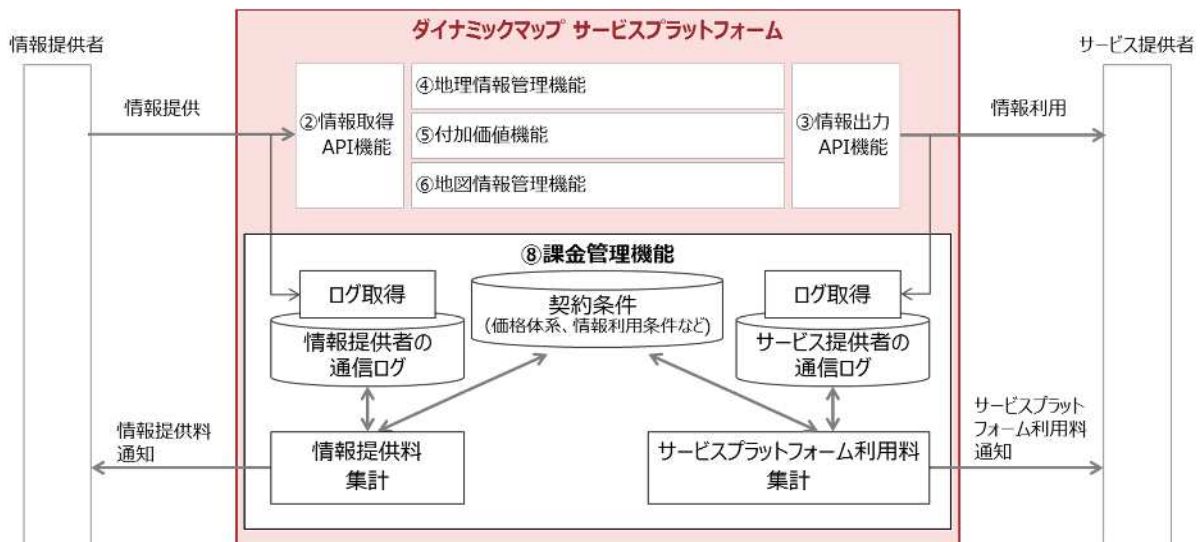 ダイナミックマップ サービスプラットフォーム
情報提供者
サービス提供者
情報提供
②情報取得
API機能
④地理情報管理機能
⑤付加価値機能
⑥地図情報管理機能
③情報出力
API機能
情報利用
⑧課金管理機能
ログ取得
情報提供者の
通信ログ
契約条件
(価格体系、情報利用条件など)
ログ取得
サービス提供者の
通信ログ
情報提供料
通知
情報提供料
集計
サービスプラットフォーム利用料
集計
サービスプラット
フォーム利用料
通知